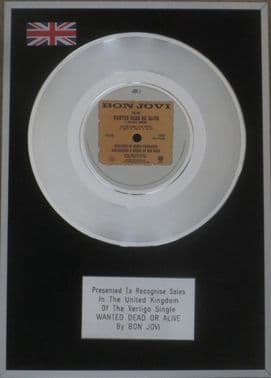 BON JOVI
WANTED DEAD OR ALIVE
Presented To Recognise Sales
In The United Kingdom
Of The Vertigo Single
WANTED DEAD OR ALIVE
By BON JOVI